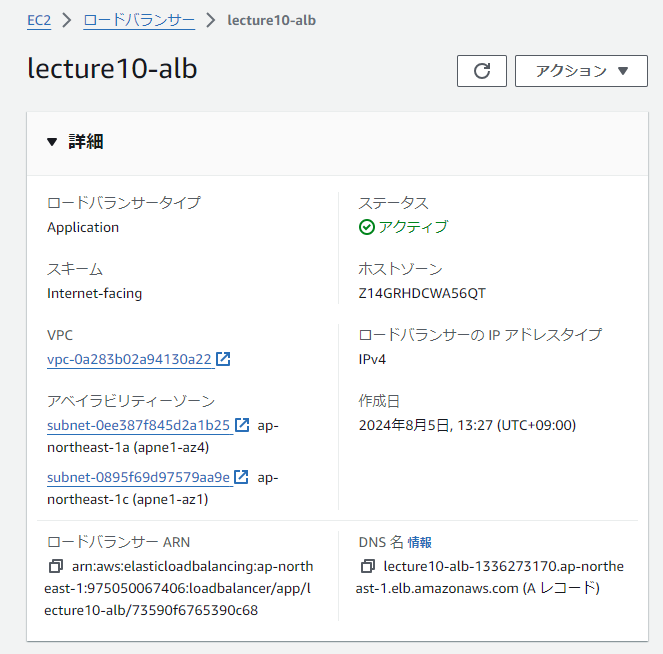 EC2 > ロードバランサー > lecture10-alb
lecture10-alb
アクション ▼
▼ 詳細
ロードバランサータイプ
Application
ステータス
アクティブ
スキーム
Internet-facing
ホストゾーン
Z14GRHDCWA56QT
VPC
vpc-0a283b02a94130a22
ロードバランサーの IP アドレスタイプ
IPv4
アベイラビリティーゾーン
subnet-0ee387f845d2a1b25 ap-
northeast-1a (apne1-az4)
subnet-0895f69d97579aa9e ap-
northeast-1c (apne1-az1)
作成日
2024年8月5日, 13:27 (UTC+09:00)
ロードバランサー ARN
arn:aws:elasticloadbalancing:ap-north
east-1:975050067406:loadbalancer/app/l
ecture10-alb/73590f6765390c68
DNS 名 情報
lecture10-alb-1336273170.ap-northe
ast-1.elb.amazonaws.com (A レコード)